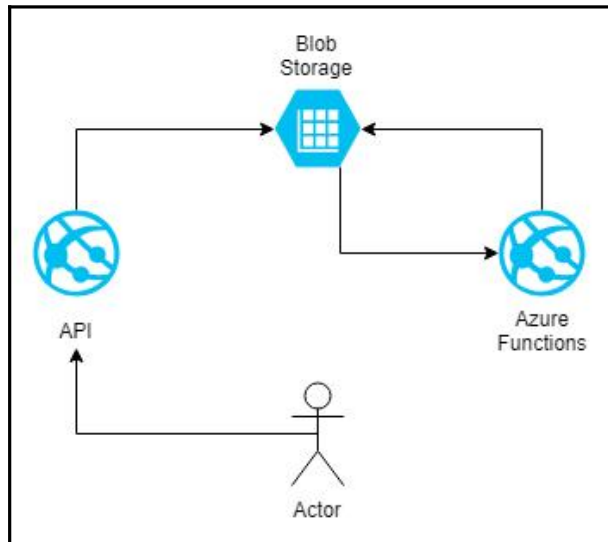 Blob
Storage
API
Azure
Functions
Actor